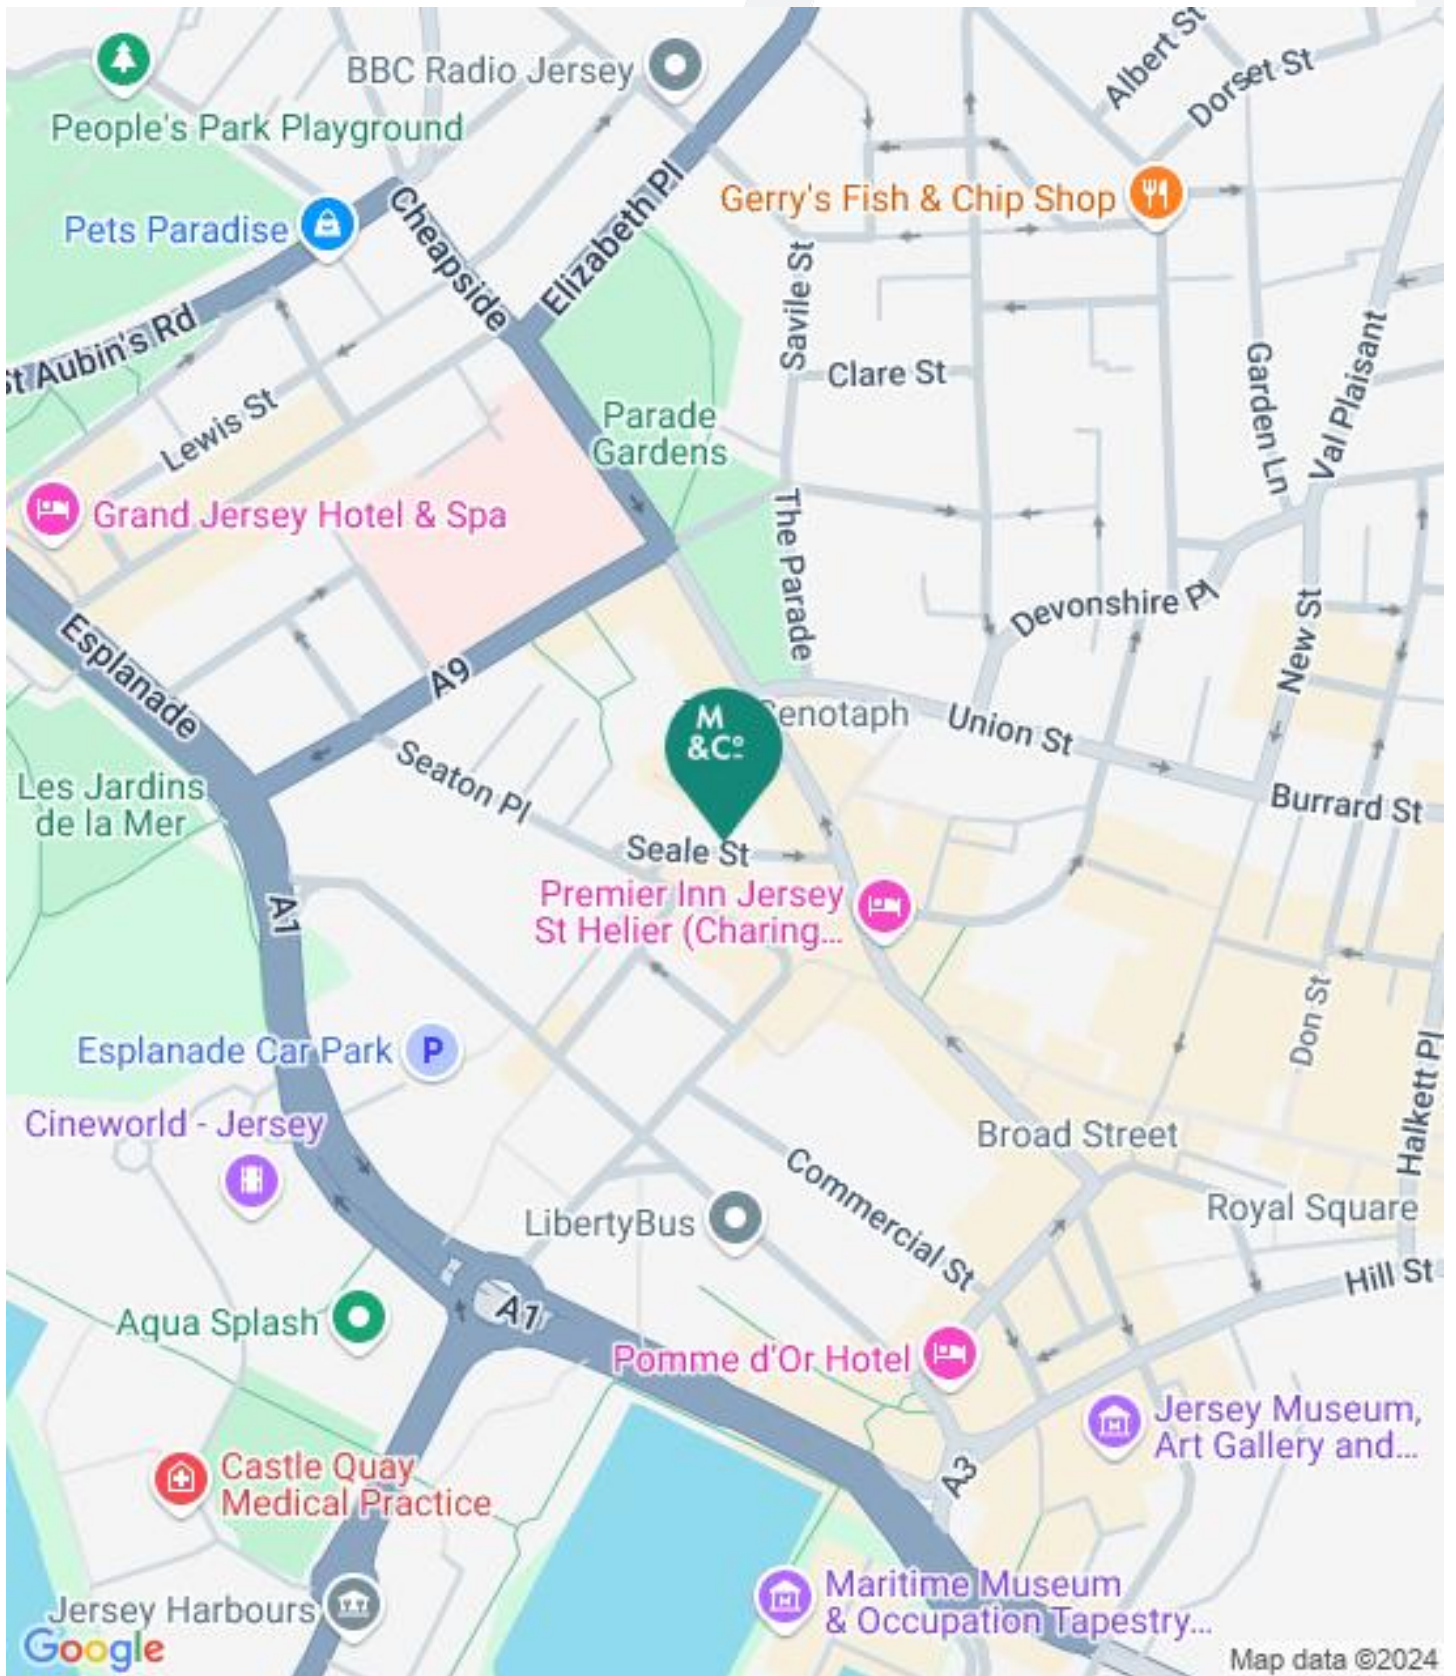 BBC Radio Jersey
People's Park Playground
Albert St
Dorset St
Pets Paradise
Gerry's Fish & Chip Shop
Cheapside
Elizabeth Pl
Saville St
St Aubin's Rd
Clare St
Garden Ln
Val Plaisant
Lewis St
Parade
Gardens
Grand Jersey Hotel & Spa
The Parade
Devonshire Pl
New St
Esplanade
A9
M
&Co
Cenotaph
Union St
Seaton Pl
Les Jardins
de la Mer
Burrard St
Seale St
Premier Inn Jersey
St Helier (Charing...
A1
Don St
Halkett Pl
Esplanade Car Park
P
Cineworld - Jersey
Broad Street
Commercial St
Royal Square
LibertyBus
Hill St
Aqua Splash
A1
Pomme d'Or Hotel
Jersey Museum,
Art Gallery and...
Castle Quay
Medical Practice
A3
Maritime Museum
& Occupation Tapestry...
Jersey Harbours
Google
Map data ©2024